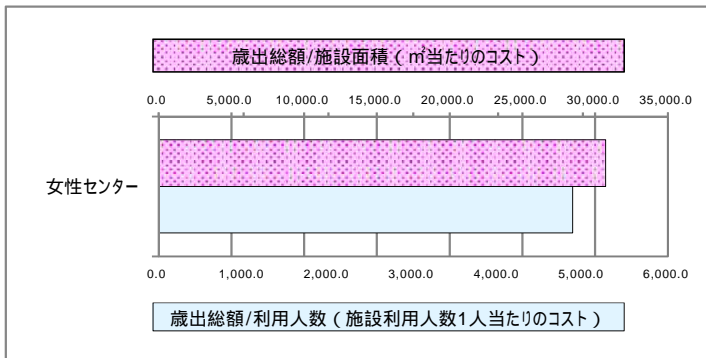 歳出総額/施設面積(㎡当たりのコスト)
0.0 5,000.0 10,000.0 15,000.0 20,000.0 25,000.0 30,000.0 35,000.0
女性センター
0.0 1,000.0 2,000.0 3,000.0 4,000.0 5,000.0 6,000.0
歳出総額/利用人数(施設利用人数1人当たりのコスト)